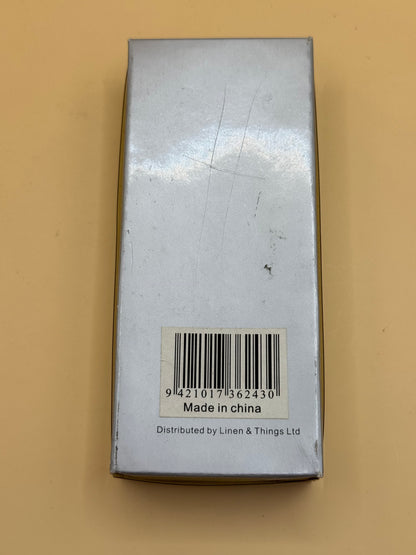 9 421017 362430
Made in china
Distributed by Linen & Things Ltd